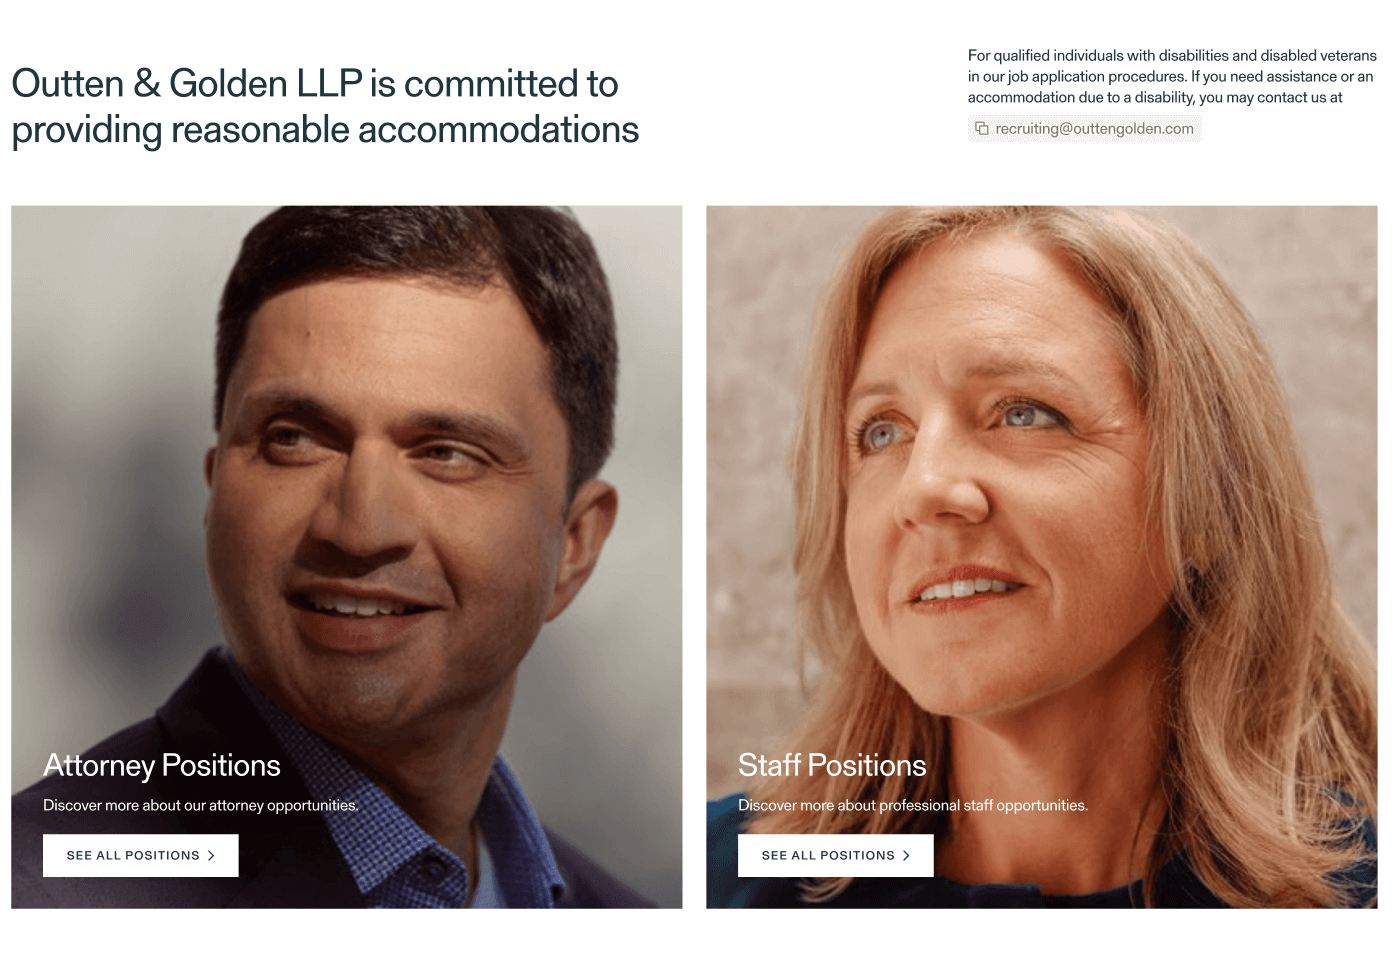 Outten & Golden LLP is committed to
providing reasonable accommodations
For qualified individuals with disabilities and disabled veterans
in our job application procedures. If you need assistance or an
accommodation due to a disability, you may contact us at
recruiting@outtengolden.com
Attorney Positions
Discover more about our attorney opportunities.
SEE ALL POSITIONS
Staff Positions
Discover more about professional staff opportunities.
SEE ALL POSITIONS